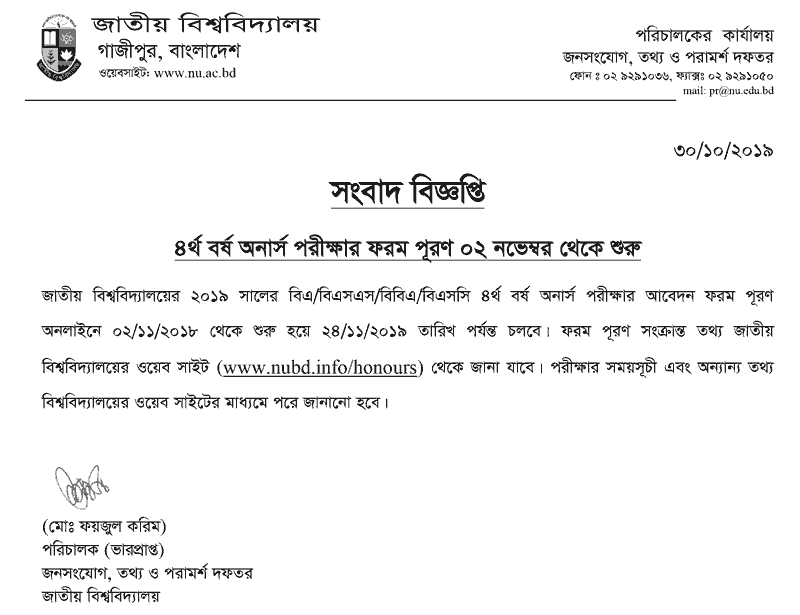 জাতীয় বিশ্ববিদ্যালয়
গাজীপুর, বাংলাদেশ
ওয়েবসাইট: www.nu.ac.bd
পরিচালকের কার্যালয়
জনসংযোগ, তথ্য ও পরামর্শ দফতর
ফোন ঃ ০২ ৯২৯১০৩৬, ফ্যাক্সঃ ০২ ৯২৯১০৫০
mail: pr@nu.edu.bd
৩০/১০/২০১৯
সংবাদ বিজ্ঞপ্তি
৪র্থ বর্ষ অনার্স পরীক্ষার ফরম পূরণ ০২ নভেম্বর থেকে শুরু
জাতীয় বিশ্ববিদ্যালয়ের ২০১৯ সালের বিএ/বিএসএস/বিবিএ/বিএসসি ৪র্থ বর্ষ অনার্স পরীক্ষার আবেদন ফরম পূরণ
অনলাইনে ০২/১১/২০১৮ থেকে শুরু হয়ে ২৪/১১/২০১৯ তারিখ পর্যন্ত চলবে। ফরম পূরণ সংক্রান্ত তথ্য জাতীয়
বিশ্ববিদ্যালয়ের ওয়েব সাইট (www.nubd.info/honours) থেকে জানা যাবে। পরীক্ষার সময়সূচী এবং অন্যান্য তথ্য
বিশ্ববিদ্যালয়ের ওয়েব সাইটের মাধ্যমে পরে জানানো হবে।
(মোঃ ফয়জুল করিম)
পরিচালক (ভারপ্রাপ্ত)
জনসংযোগ, তথ্য ও পরামর্শ দফতর
জাতীয় বিশ্ববিদ্যালয়